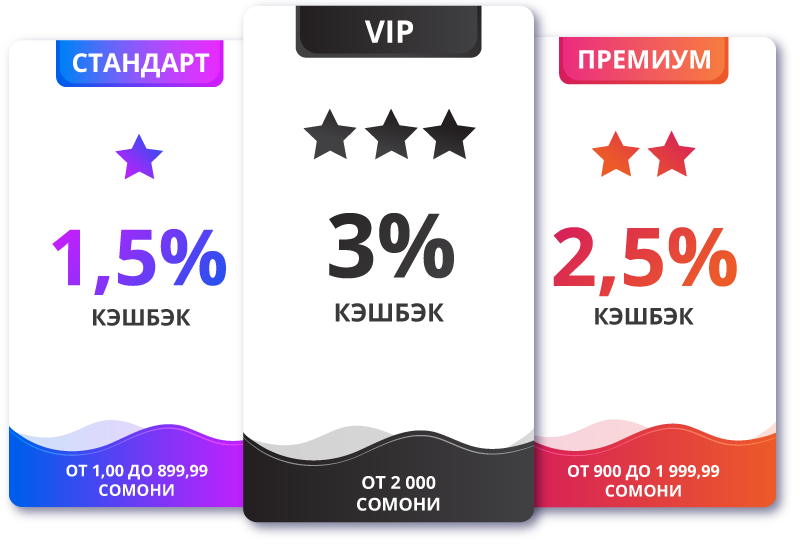 СТАНДАРТ
1,5%
КЭШБЭК
ОТ 1,00 ДО 899,99
СОМОНИ
VIP
3%
КЭШБЭК
ОТ 2 000
СОМОНИ
ПРЕМИУМ
2,5%
КЭШБЭК
ОТ 900 ДО 1 999,99
СОМОНИ